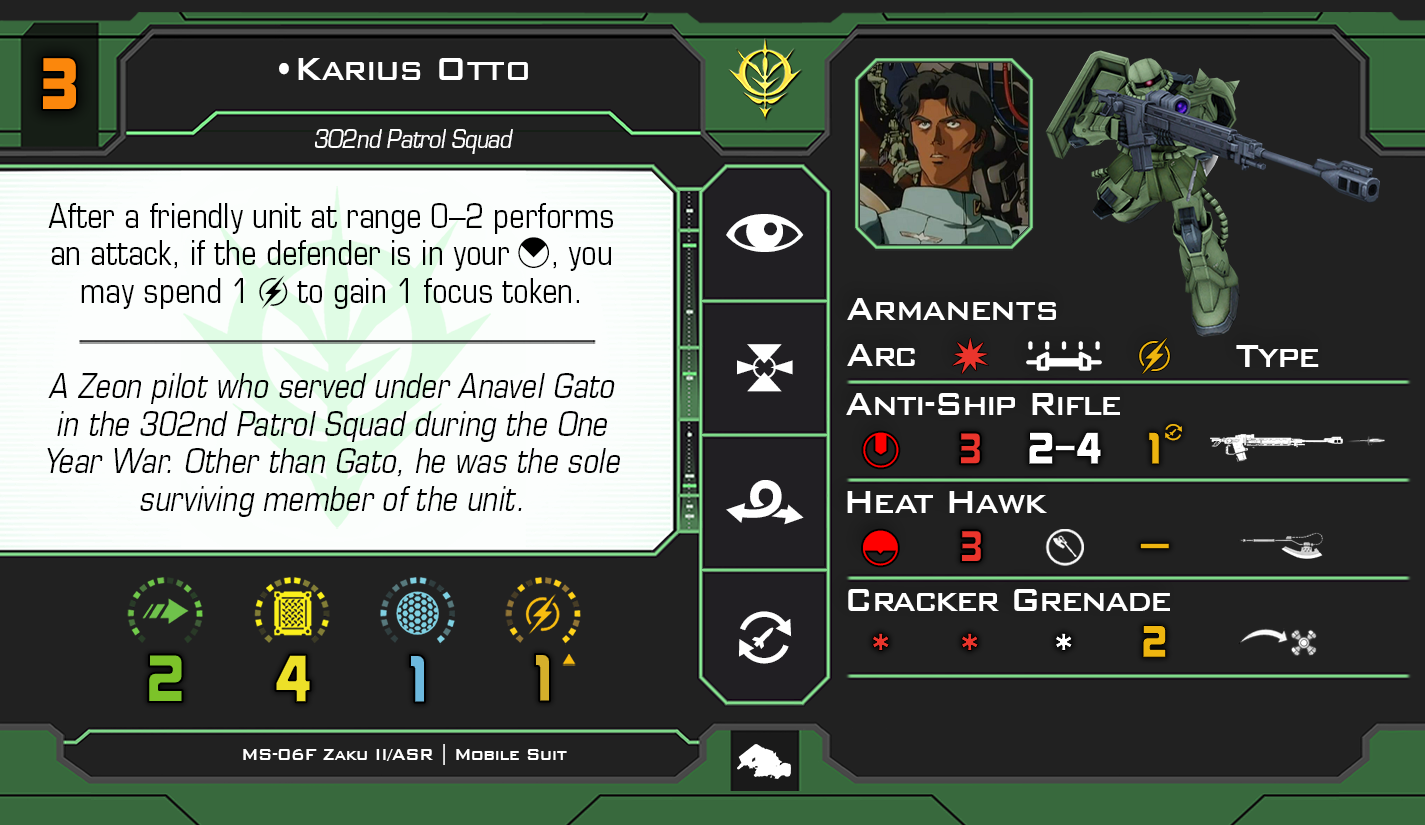 3
•Karius Otto
302nd Patrol Squad
After a friendly unit at range 0–2 performs
an attack, if the defender is in your , you
may spend 1 to gain 1 focus token.
A Zeon pilot who served under Anavel Gato
in the 302nd Patrol Squad during the One
Year War. Other than Gato, he was the sole
surviving member of the unit.
2 4 1 1
MS-06F Zaku II/ASR | Mobile Suit
Armanents
Arc Type
Anti-Ship Rifle
3 2–4 1
Heat Hawk
3 –
Cracker Grenade
* * * 2